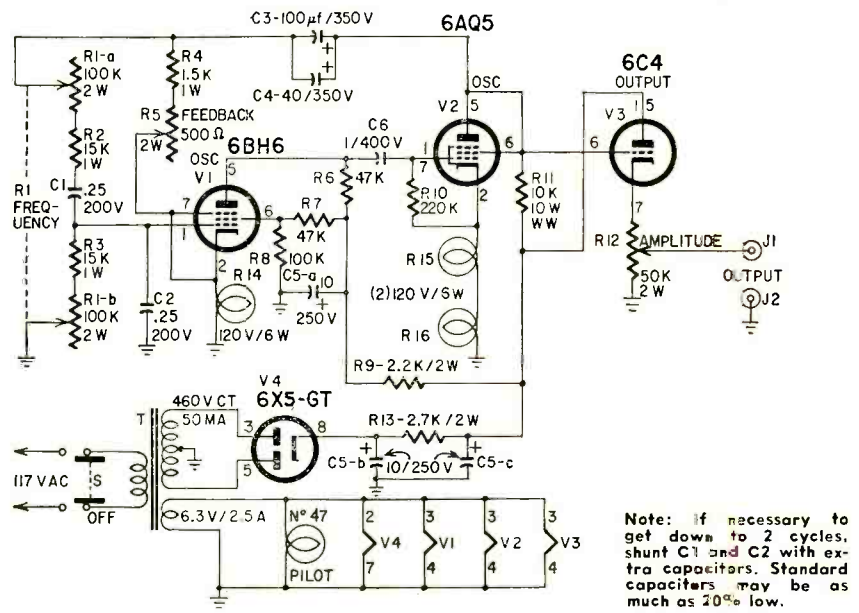 C3-100µf/350V
C4-40/350V
6AQ5
6C4
OUTPUT
R1-a
100K
2W
R4
1.5K
1W
R5
FEEDBACK
500Ω
2W
OSC
V2
5
1
7
6
2
V3
1
5
6
7
R2
15K
1W
C6
1/400V
6BH6
OSC
V1
5
7
1
6
2
R6
47K
R10
220K
R11
10K
10W
WW
R1
FREQ-
UENCY
C1
.25
200V
R7
47K
R8
100K
C5-a
10
250V
R3
15K
1W
R14
120V/6W
R15
(2)120V/6W
R16
R12
AMPLITUDE
50K
2W
J1
OUTPUT
J2
R1-b
100K
2W
C2
.25
200V
R9-2.2K/2W
V4
6X5-GT
T
460V CT
50MA
3
5
8
R13-2.7K/2W
C5-b
10/250V
C5-c
117 VAC
S
OFF
6.3V/2.5A
Nº47
PILOT
2
V4
7
3
V1
4
3
V2
4
3
V3
4
Note: If necessary to
get down to 2 cycles,
shunt C1 and C2 with ex-
tra capacitors. Standard
capacitors may be as
much as 20% low.